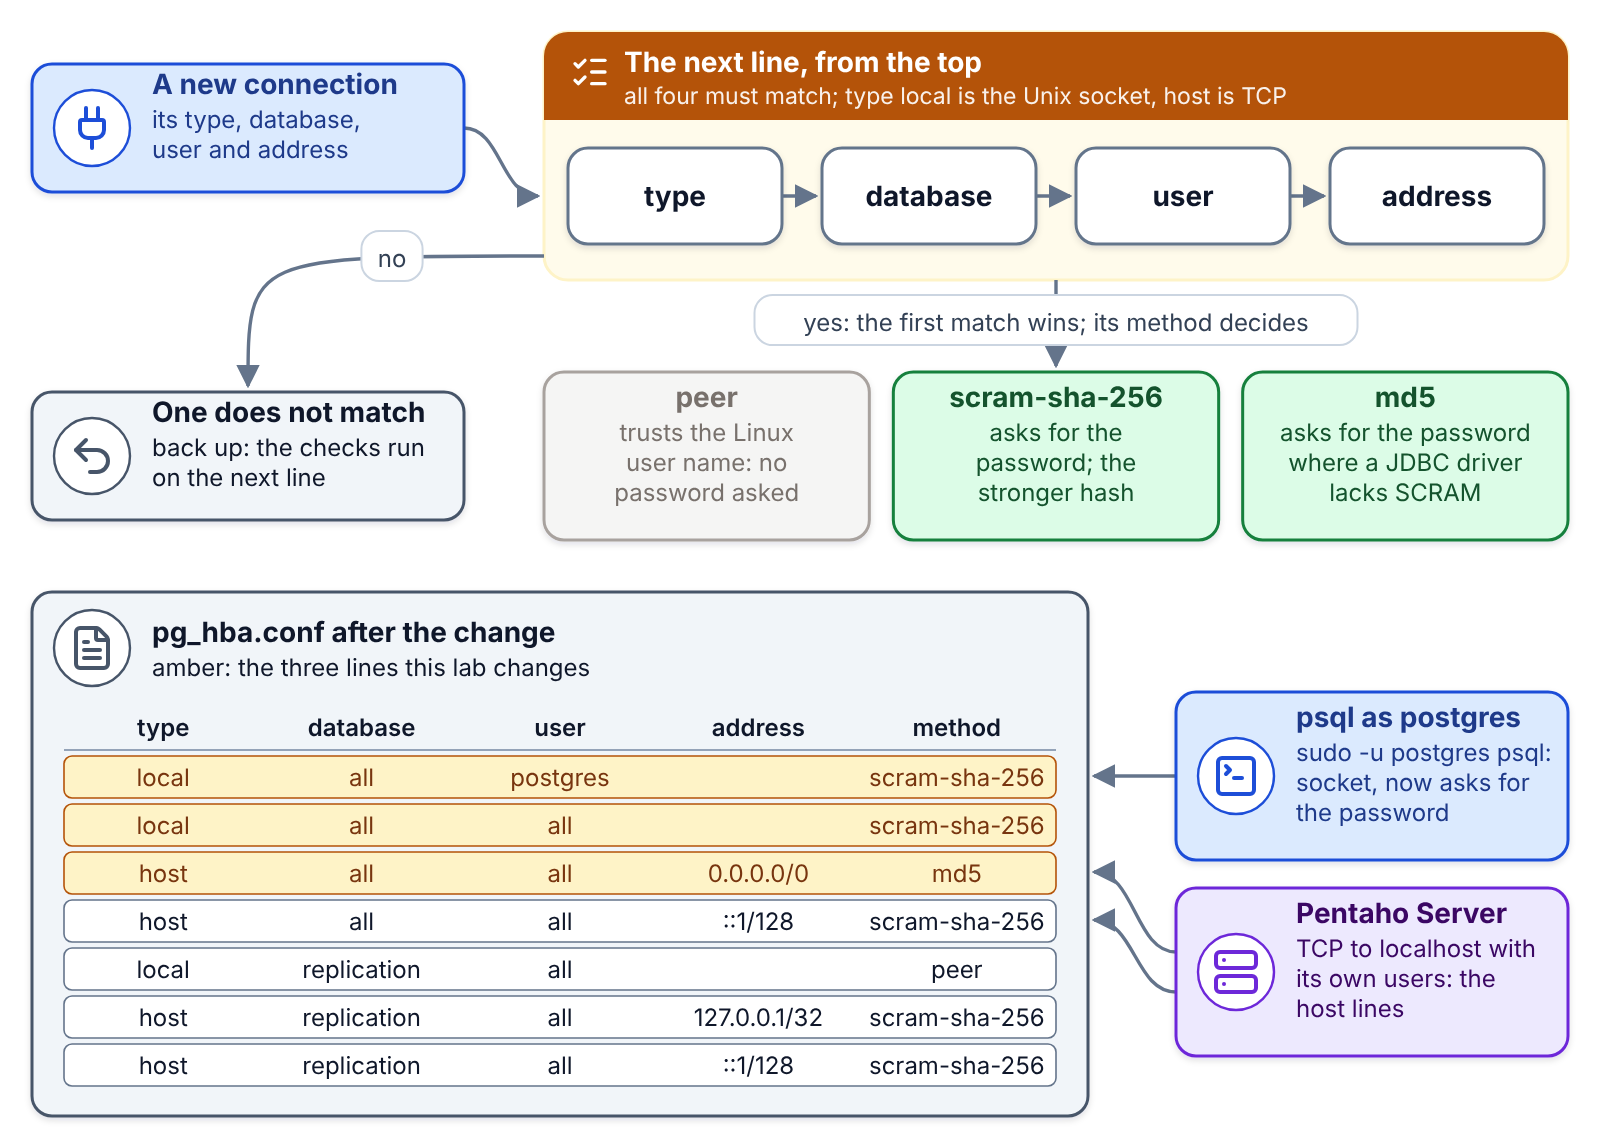 A new connection
its type, database,
user and address
The next line, from the top
all four must match; type local is the Unix socket, host is TCP
type
database
user
address
no
yes: the first match wins; its method decides
One does not match
back up: the checks run
on the next line
peer
trusts the Linux
user name: no
password asked
scram-sha-256
asks for the
password; the
stronger hash
md5
asks for the password
where a JDBC driver
lacks SCRAM
pg_hba.conf after the change
amber: the three lines this lab changes
type database user address method
local all postgres scram-sha-256
local all all scram-sha-256
host all all 0.0.0.0/0 md5
host all all ::1/128 scram-sha-256
local replication all peer
host replication all 127.0.0.1/32 scram-sha-256
host replication all ::1/128 scram-sha-256
psql as postgres
sudo -u postgres psql:
socket, now asks for
the password
Pentaho Server
TCP to localhost with
its own users: the
host lines